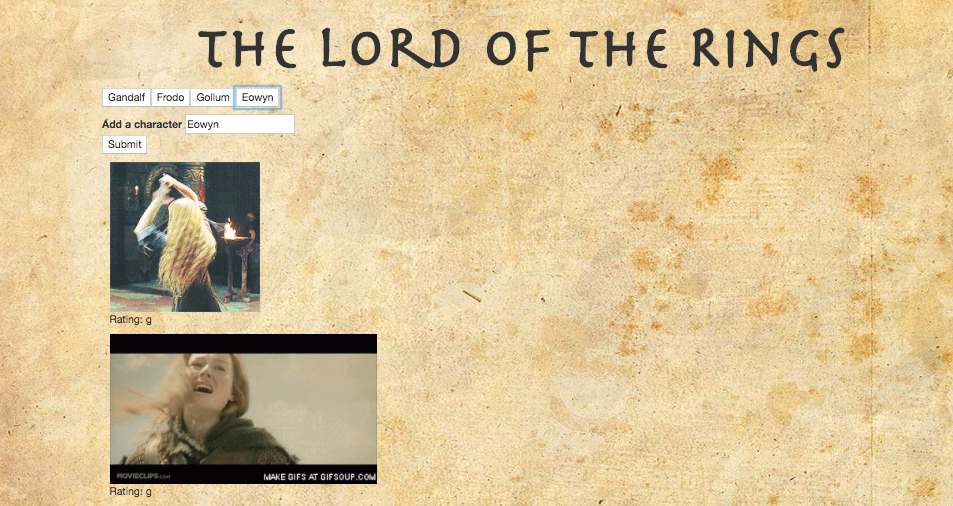 THE LORD OF THE RINGS
Gandalf Frodo Gollum Eowyn
Add a character Eowyn
Submit
Rating: g
MOVIECLIPS.COM MAKE GIFS AT GIFSOUP.COM
Rating: g